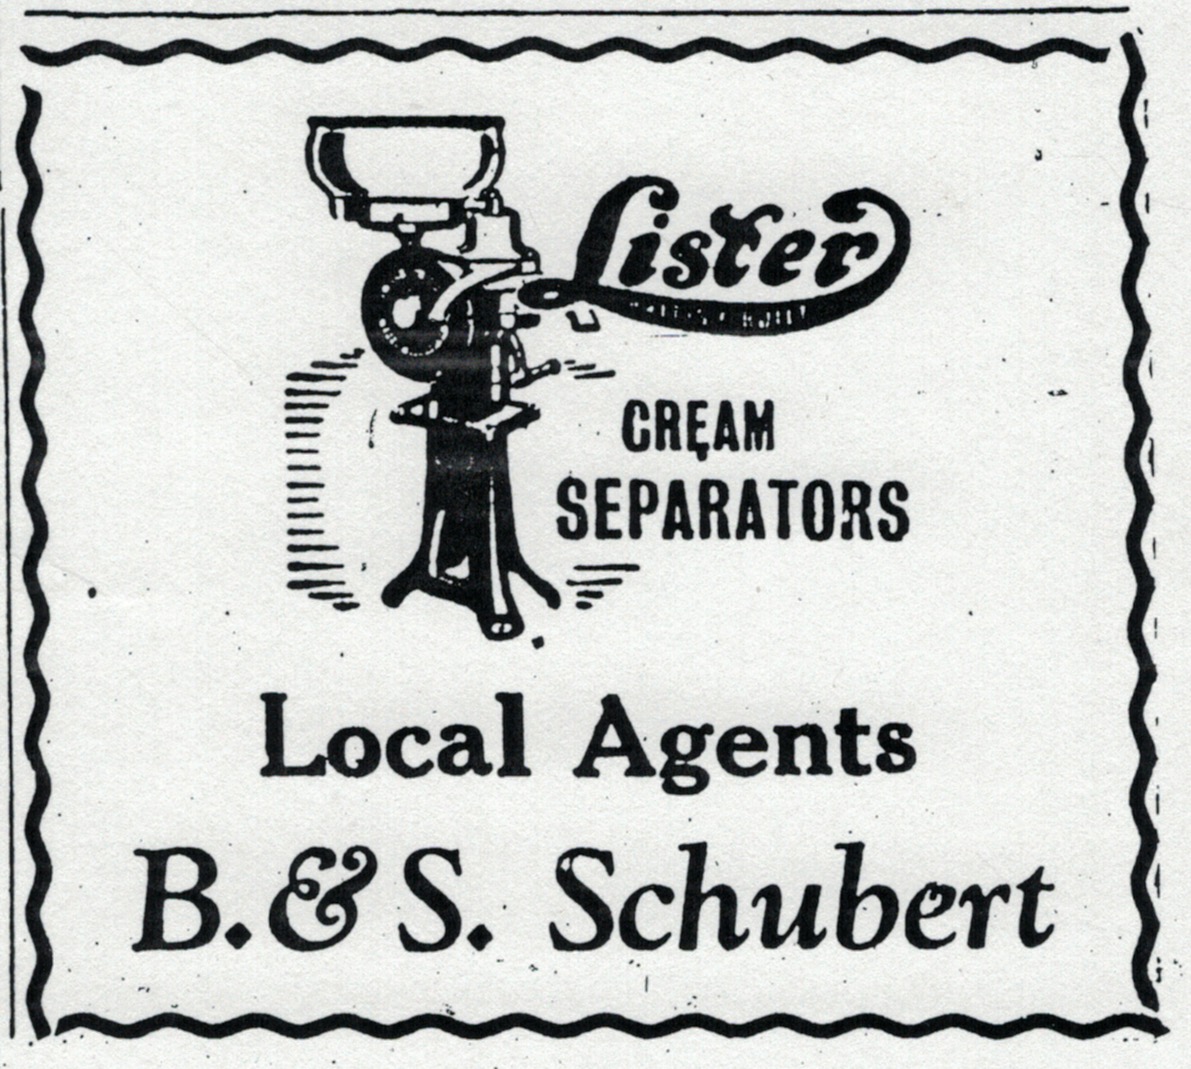 Lister
CREAM
SEPARATORS
Local Agents
B. & S. Schubert